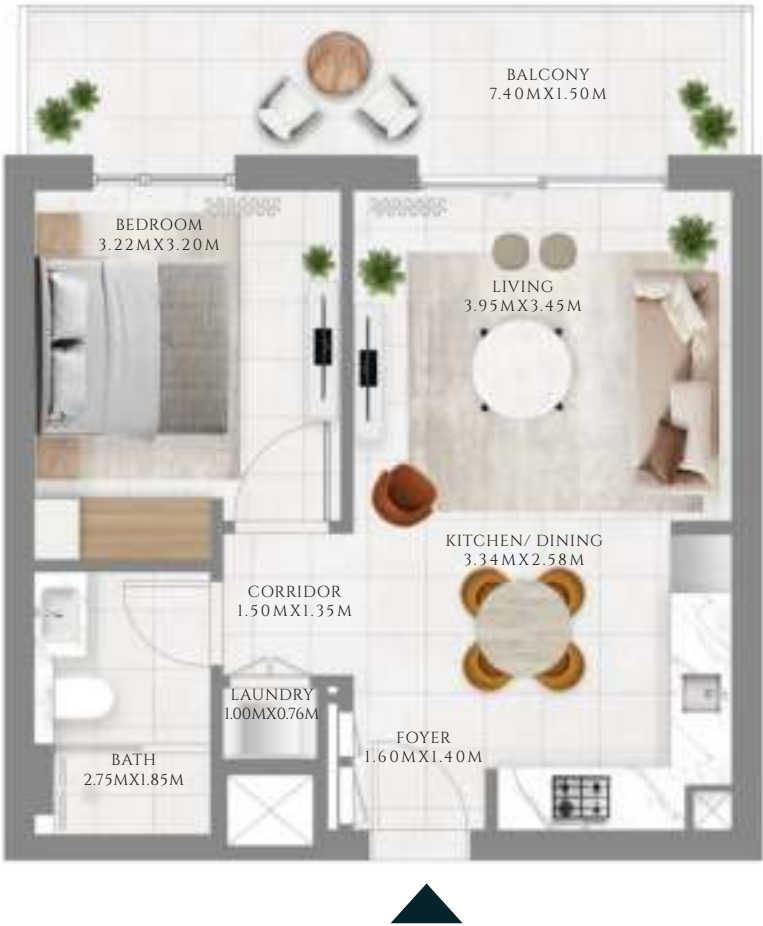 BALCONY
7.40MX1.50M
BEDROOM
3.22MX3.20M
LIVING
3.95MX3.45M
KITCHEN/ DINING
3.34MX2.58M
CORRIDOR
1.50MX1.35M
LAUNDRY
1.00MX0.76M
FOYER
1.60MX1.40M
BATH
2.75MX1.85M